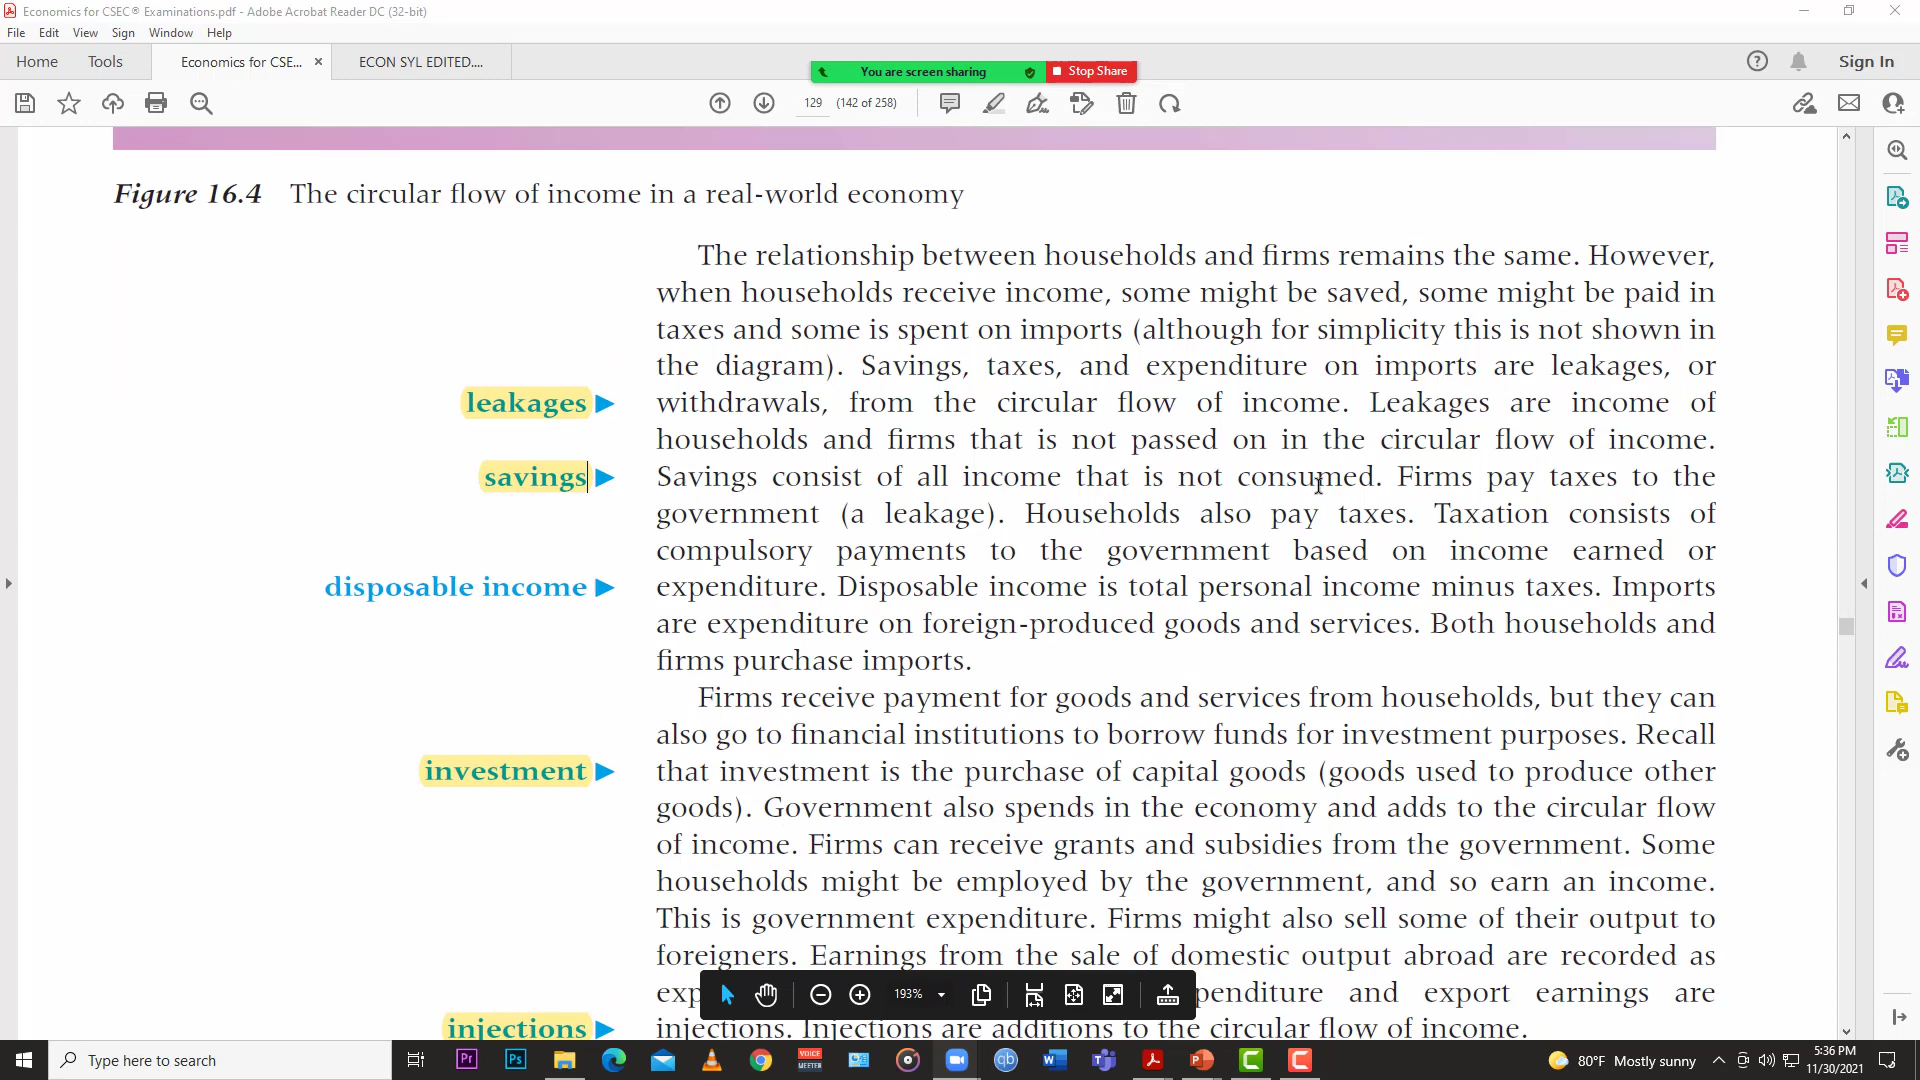 Economics for CSEC® Examinations.pdf - Adobe Acrobat Reader DC (32-bit)
File Edit View Sign Window Help
Home Tools Economics for CSE... × ECON SYL EDITED.... Sign In
You are screen sharing Stop Share
129 (142 of 258)
Figure 16.4 The circular flow of income in a real-world economy
The relationship between households and firms remains the same. However,
when households receive income, some might be saved, some might be paid in
taxes and some is spent on imports (although for simplicity this is not shown in
the diagram). Savings, taxes, and expenditure on imports are leakages, or
leakages withdrawals, from the circular flow of income. Leakages are income of
households and firms that is not passed on in the circular flow of income.
savings Savings consist of all income that is not consumed. Firms pay taxes to the
government (a leakage). Households also pay taxes. Taxation consists of
compulsory payments to the government based on income earned or
disposable income expenditure. Disposable income is total personal income minus taxes. Imports
are expenditure on foreign-produced goods and services. Both households and
firms purchase imports.
Firms receive payment for goods and services from households, but they can
also go to financial institutions to borrow funds for investment purposes. Recall
investment that investment is the purchase of capital goods (goods used to produce other
goods). Government also spends in the economy and adds to the circular flow
of income. Firms can receive grants and subsidies from the government. Some
households might be employed by the government, and so earn an income.
This is government expenditure. Firms might also sell some of their output to
foreigners. Earnings from the sale of domestic output abroad are recorded as
exp penditure and export earnings are
193%
injections injections. Injections are additions to the circular flow of income.
Type here to search
Pr Ps VOICE MEETER qb W
80°F Mostly sunny
5:36 PM
11/30/2021